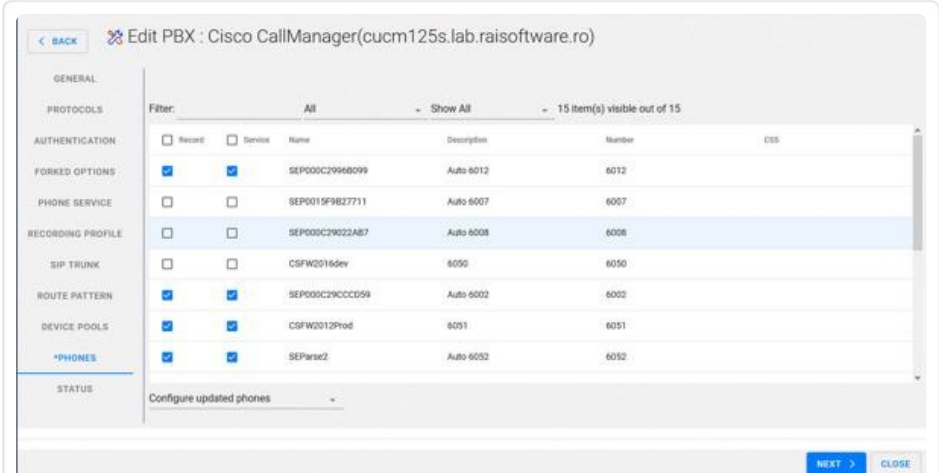 < BACK
Edit PBX : Cisco CallManager(cucm125s.lab.raisoftware.ro)
GENERAL
PROTOCOLS
AUTHENTICATION
FORKED OPTIONS
PHONE SERVICE
RECORDING PROFILE
SIP TRUNK
ROUTE PATTERN
DEVICE POOLS
*PHONES
STATUS
Filter: All Show All 15 item(s) visible out of 15
Record Service Name Description Number CSS
SEP000C2996B099 Auto 6012 6012
SEP0015F9B27711 Auto 6007 6007
SEP000C29022AB7 Auto 6008 6008
CSFW2016dev 6050 6050
SEP000C29CCCD59 Auto 6002 6002
CSFW2012Prod 6051 6051
SEParse2 Auto 6052 6052
Configure updated phones
NEXT > CLOSE